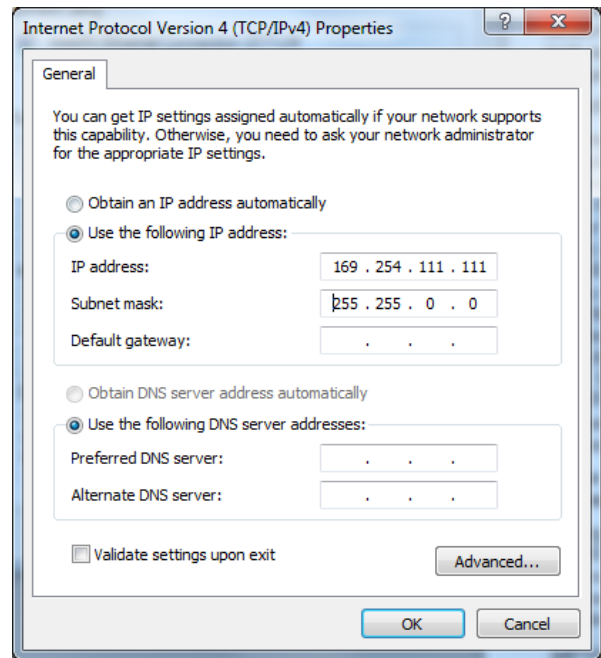 Internet Protocol Version 4 (TCP/IPv4) Properties
?
X
General
You can get IP settings assigned automatically if your network supports
this capability. Otherwise, you need to ask your network administrator
for the appropriate IP settings.
Obtain an IP address automatically
Use the following IP address:
IP address: 169 . 254 . 111 . 111
Subnet mask: 255 . 255 . 0 . 0
Default gateway: . . .
Obtain DNS server address automatically
Use the following DNS server addresses:
Preferred DNS server: . . .
Alternate DNS server: . . .
Validate settings upon exit
Advanced...
OK Cancel